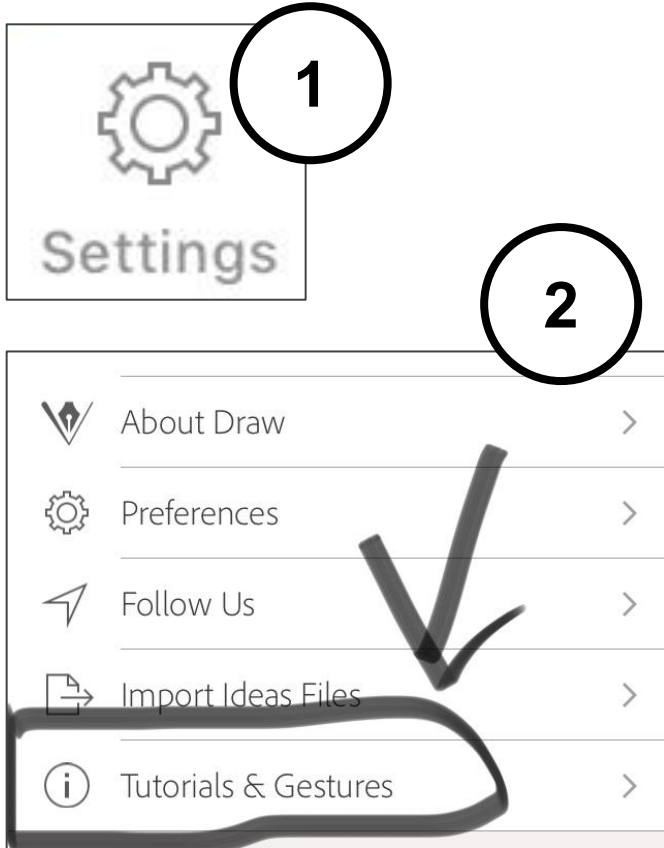 1
Settings
2
About Draw
Preferences
Follow Us
Import Ideas Files
Tutorials & Gestures